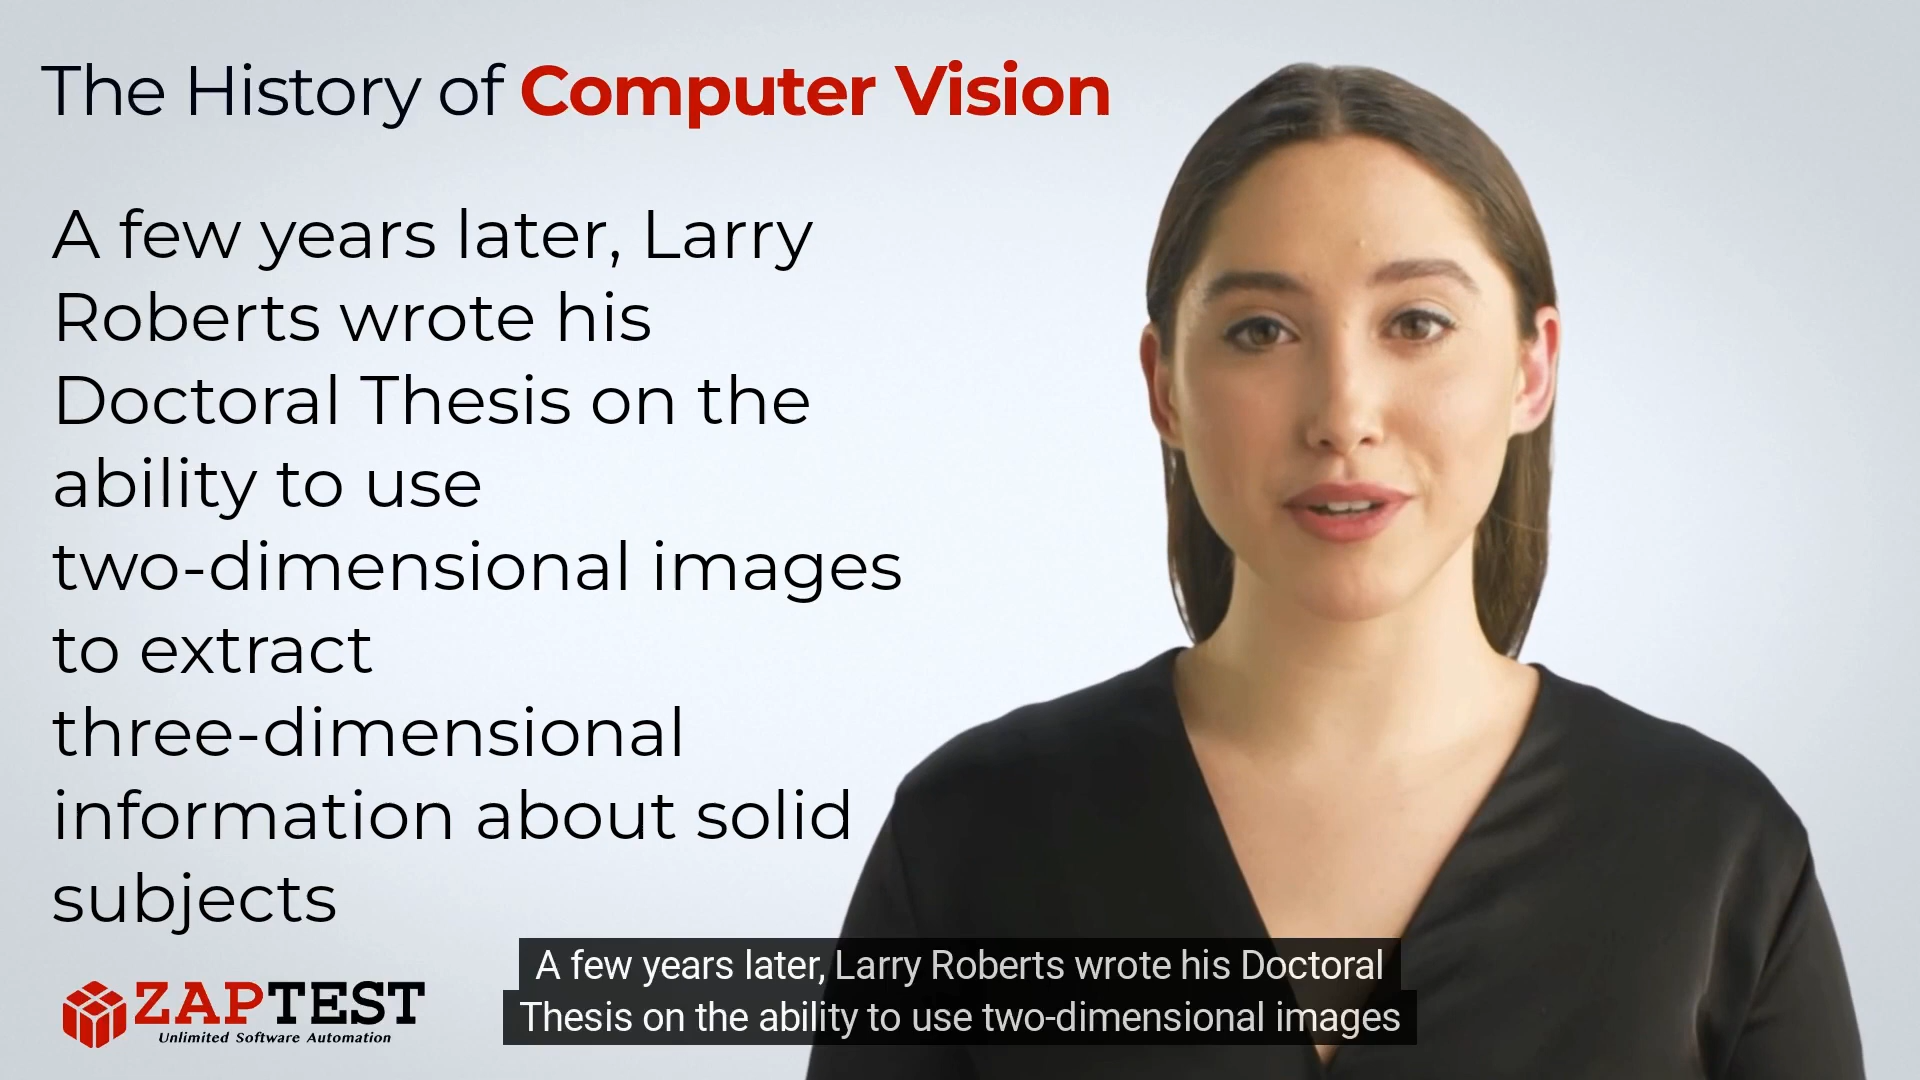 The History of Computer Vision
A few years later, Larry
Roberts wrote his
Doctoral Thesis on the
ability to use
two-dimensional images
to extract
three-dimensional
information about solid
subjects
ZAPTEST
Unlimited Software Automation
A few years later, Larry Roberts wrote his Doctoral
Thesis on the ability to use two-dimensional images